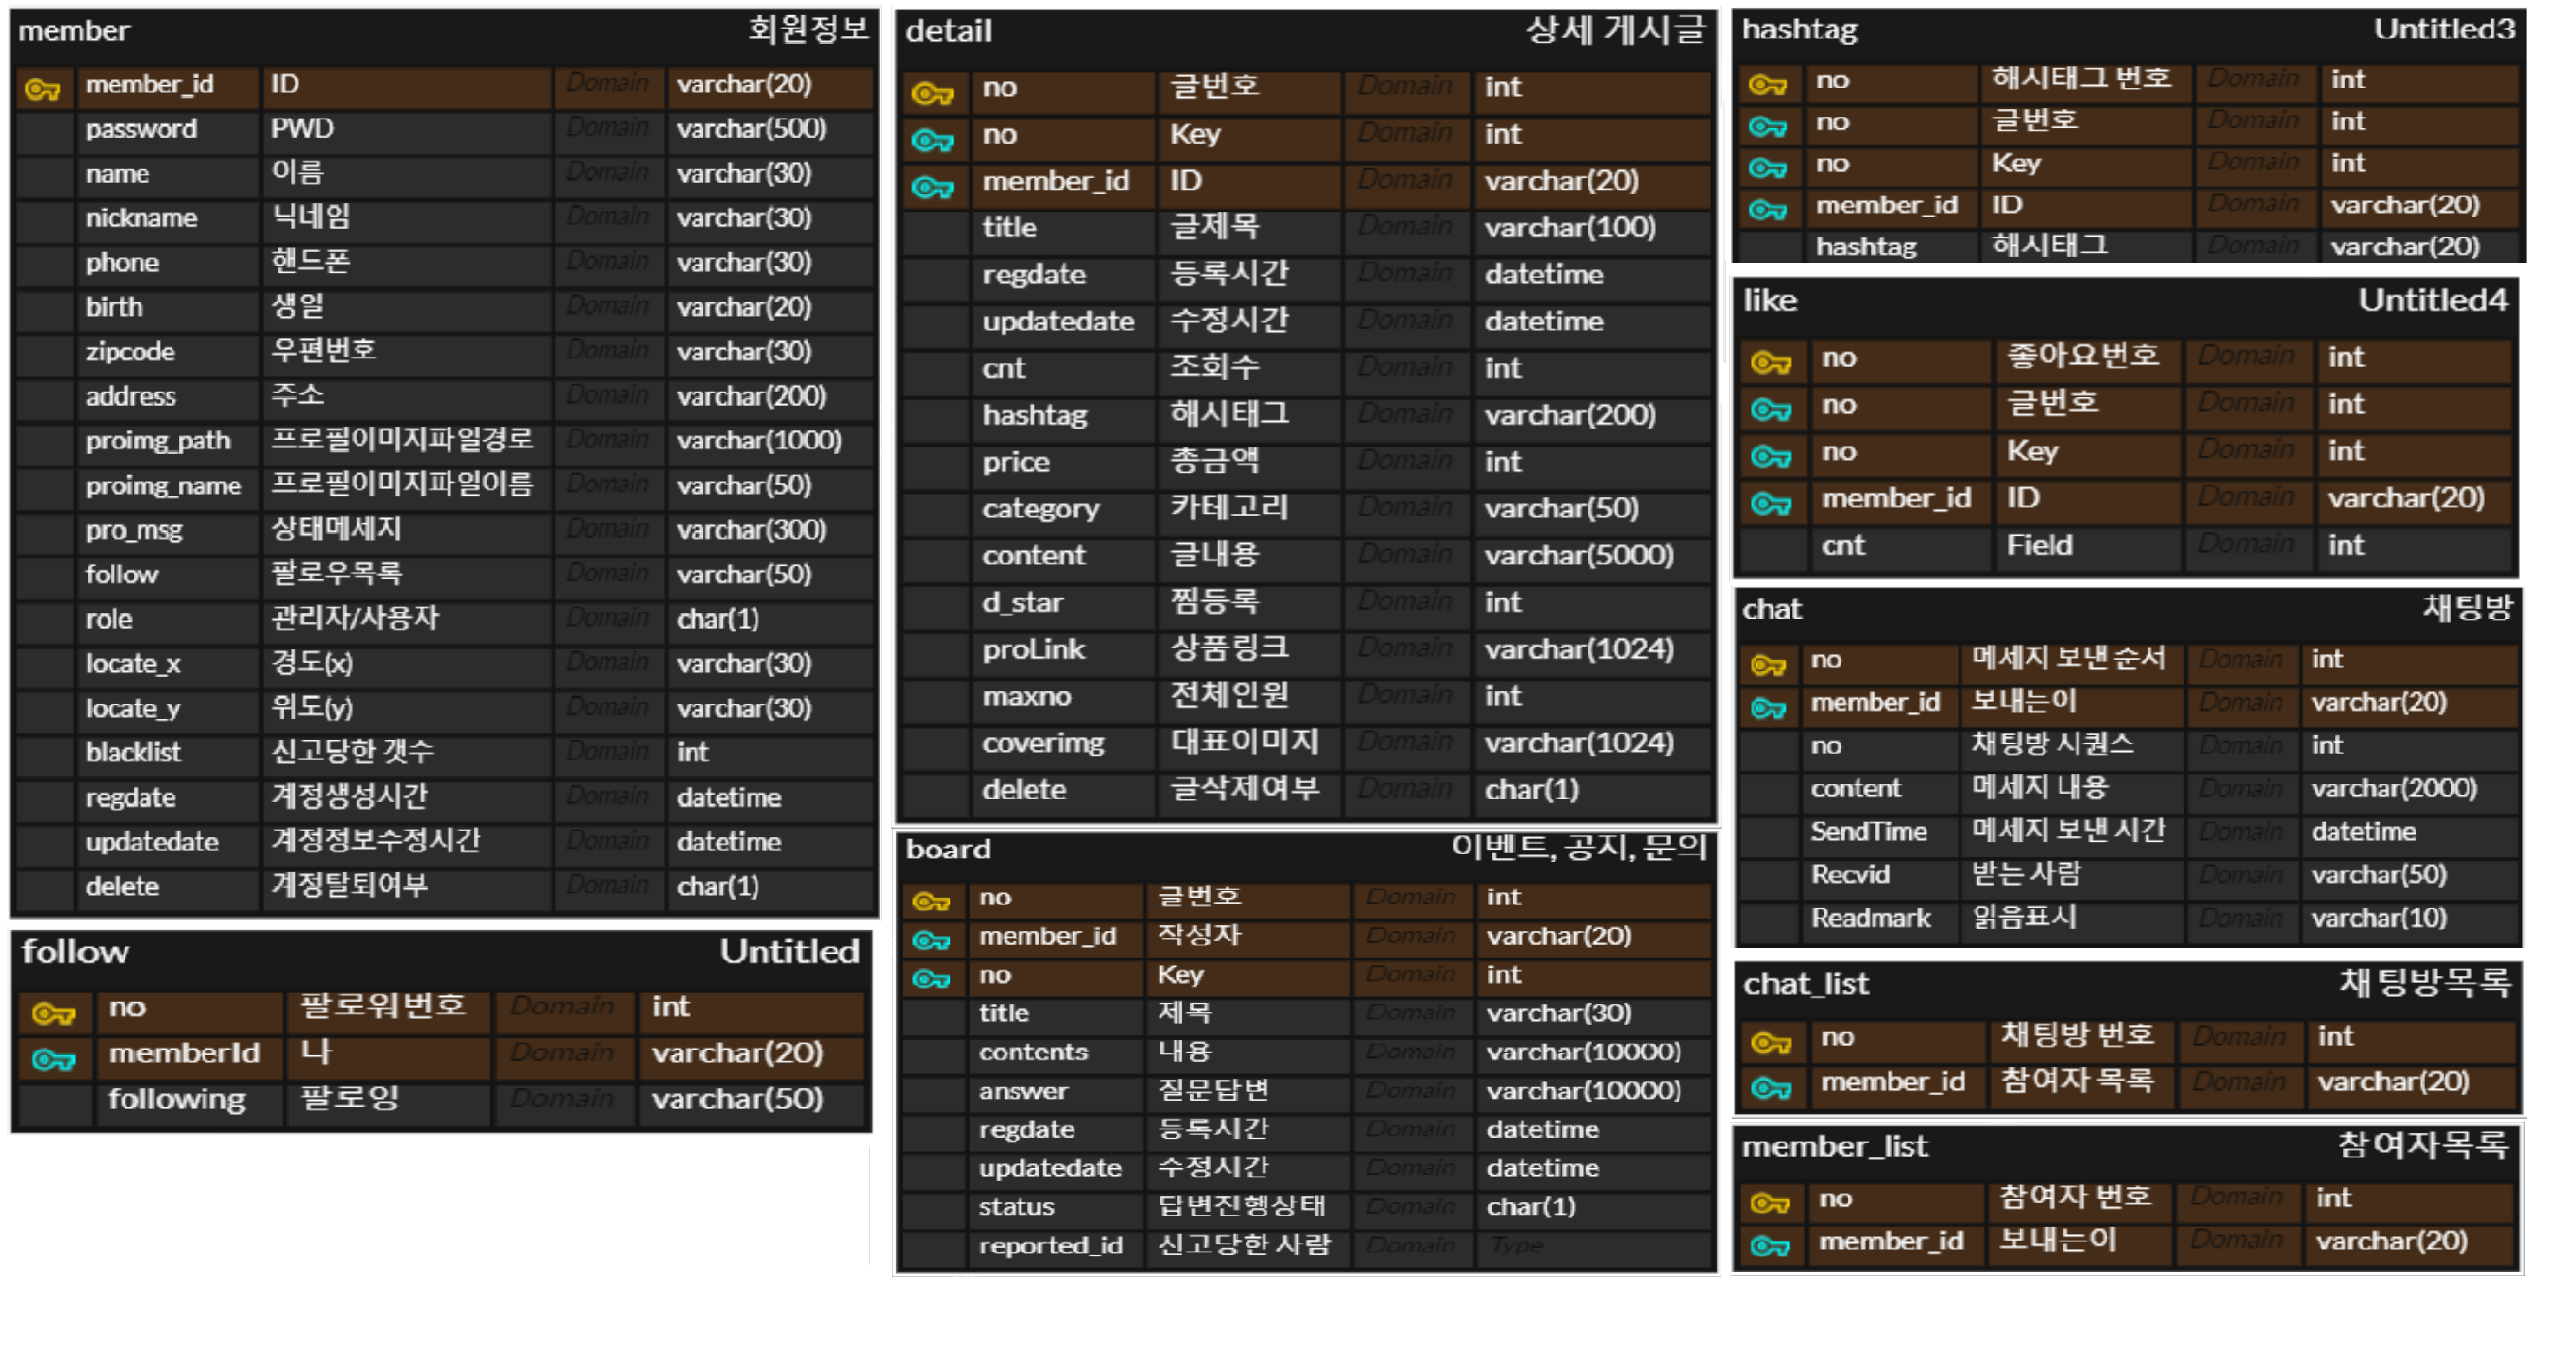 member 회원정보
member_id ID Domain varchar(20)
password PWD Domain varchar(500)
name 이름 Domain varchar(30)
nickname 닉네임 Domain varchar(30)
phone 핸드폰 Domain varchar(30)
birth 생일 Domain varchar(20)
zipcode 우편번호 Domain varchar(30)
address 주소 Domain varchar(200)
proimg_path 프로필이미지파일경로 Domain varchar(1000)
proimg_name 프로필이미지파일이름 Domain varchar(50)
pro_msg 상태메세지 Domain varchar(300)
follow 팔로우목록 Domain varchar(50)
role 관리자/사용자 Domain char(1)
locate_x 경도(x) Domain varchar(30)
locate_y 위도(y) Domain varchar(30)
blacklist 신고당한 갯수 Domain int
regdate 계정생성시간 Domain datetime
updatedate 계정정보수정시간 Domain datetime
delete 계정탈퇴여부 Domain char(1)
follow Untitled
no 팔로워번호 Domain int
memberId 나 Domain varchar(20)
following 팔로잉 Domain varchar(50)
detail 상세 게시글
no 글번호 Domain int
no Key Domain int
member_id ID Domain varchar(20)
title 글제목 Domain varchar(100)
regdate 등록시간 Domain datetime
updatedate 수정시간 Domain datetime
cnt 조회수 Domain int
hashtag 해시태그 Domain varchar(200)
price 총금액 Domain int
category 카테고리 Domain varchar(50)
content 글내용 Domain varchar(5000)
d_star 찜등록 Domain int
proLink 상품링크 Domain varchar(1024)
maxno 전체인원 Domain int
coverimg 대표이미지 Domain varchar(1024)
delete 글삭제여부 Domain char(1)
board 이벤트, 공지, 문의
no 글번호 Domain int
member_id 작성자 Domain varchar(20)
no Key Domain int
title 제목 Domain varchar(30)
contents 내용 Domain varchar(10000)
answer 질문답변 Domain varchar(10000)
regdate 등록시간 Domain datetime
updatedate 수정시간 Domain datetime
status 답변진행상태 Domain char(1)
reported_id 신고당한 사람 Domain Type
hashtag Untitled3
no 해시태그 번호 Domain int
no 글번호 Domain int
no Key Domain int
member_id ID Domain varchar(20)
hashtag 해시태그 Domain varchar(20)
like Untitled4
no 좋아요번호 Domain int
no 글번호 Domain int
no Key Domain int
member_id ID Domain varchar(20)
cnt Field Domain int
chat 채팅방
no 메세지 보낸 순서 Domain int
member_id 보내는이 Domain varchar(20)
no 채팅방 시퀀스 Domain int
content 메세지 내용 Domain varchar(2000)
SendTime 메세지 보낸 시간 Domain datetime
Recvid 받는 사람 Domain varchar(50)
Readmark 읽음표시 Domain varchar(10)
chat_list 채팅방목록
no 채팅방 번호 Domain int
member_id 참여자 목록 Domain varchar(20)
member_list 참여자목록
no 참여자 번호 Domain int
member_id 보내는이 Domain varchar(20)